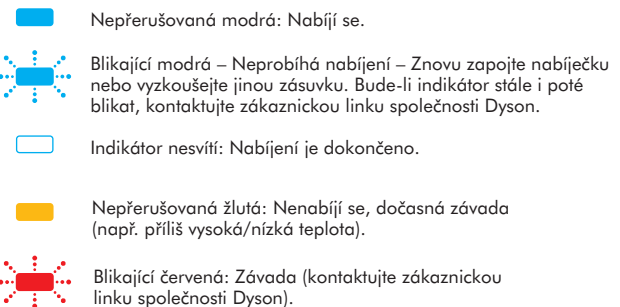 Nepřerušovaná modrá: Nabíjí se.
Blikající modrá – Neprobíhá nabíjení – Znovu zapojte nabíječku
nebo vyzkoušejte jinou zásuvku. Bude-li indikátor stále i poté
blikat, kontaktujte zákaznickou linku společnosti Dyson.
Indikátor nesvítí: Nabíjení je dokončeno.
Nepřerušovaná žlutá: Nenabíjí se, dočasná závada
(např. příliš vysoká/nízká teplota).
Blikající červená: Závada (kontaktujte zákaznickou
linku společnosti Dyson).